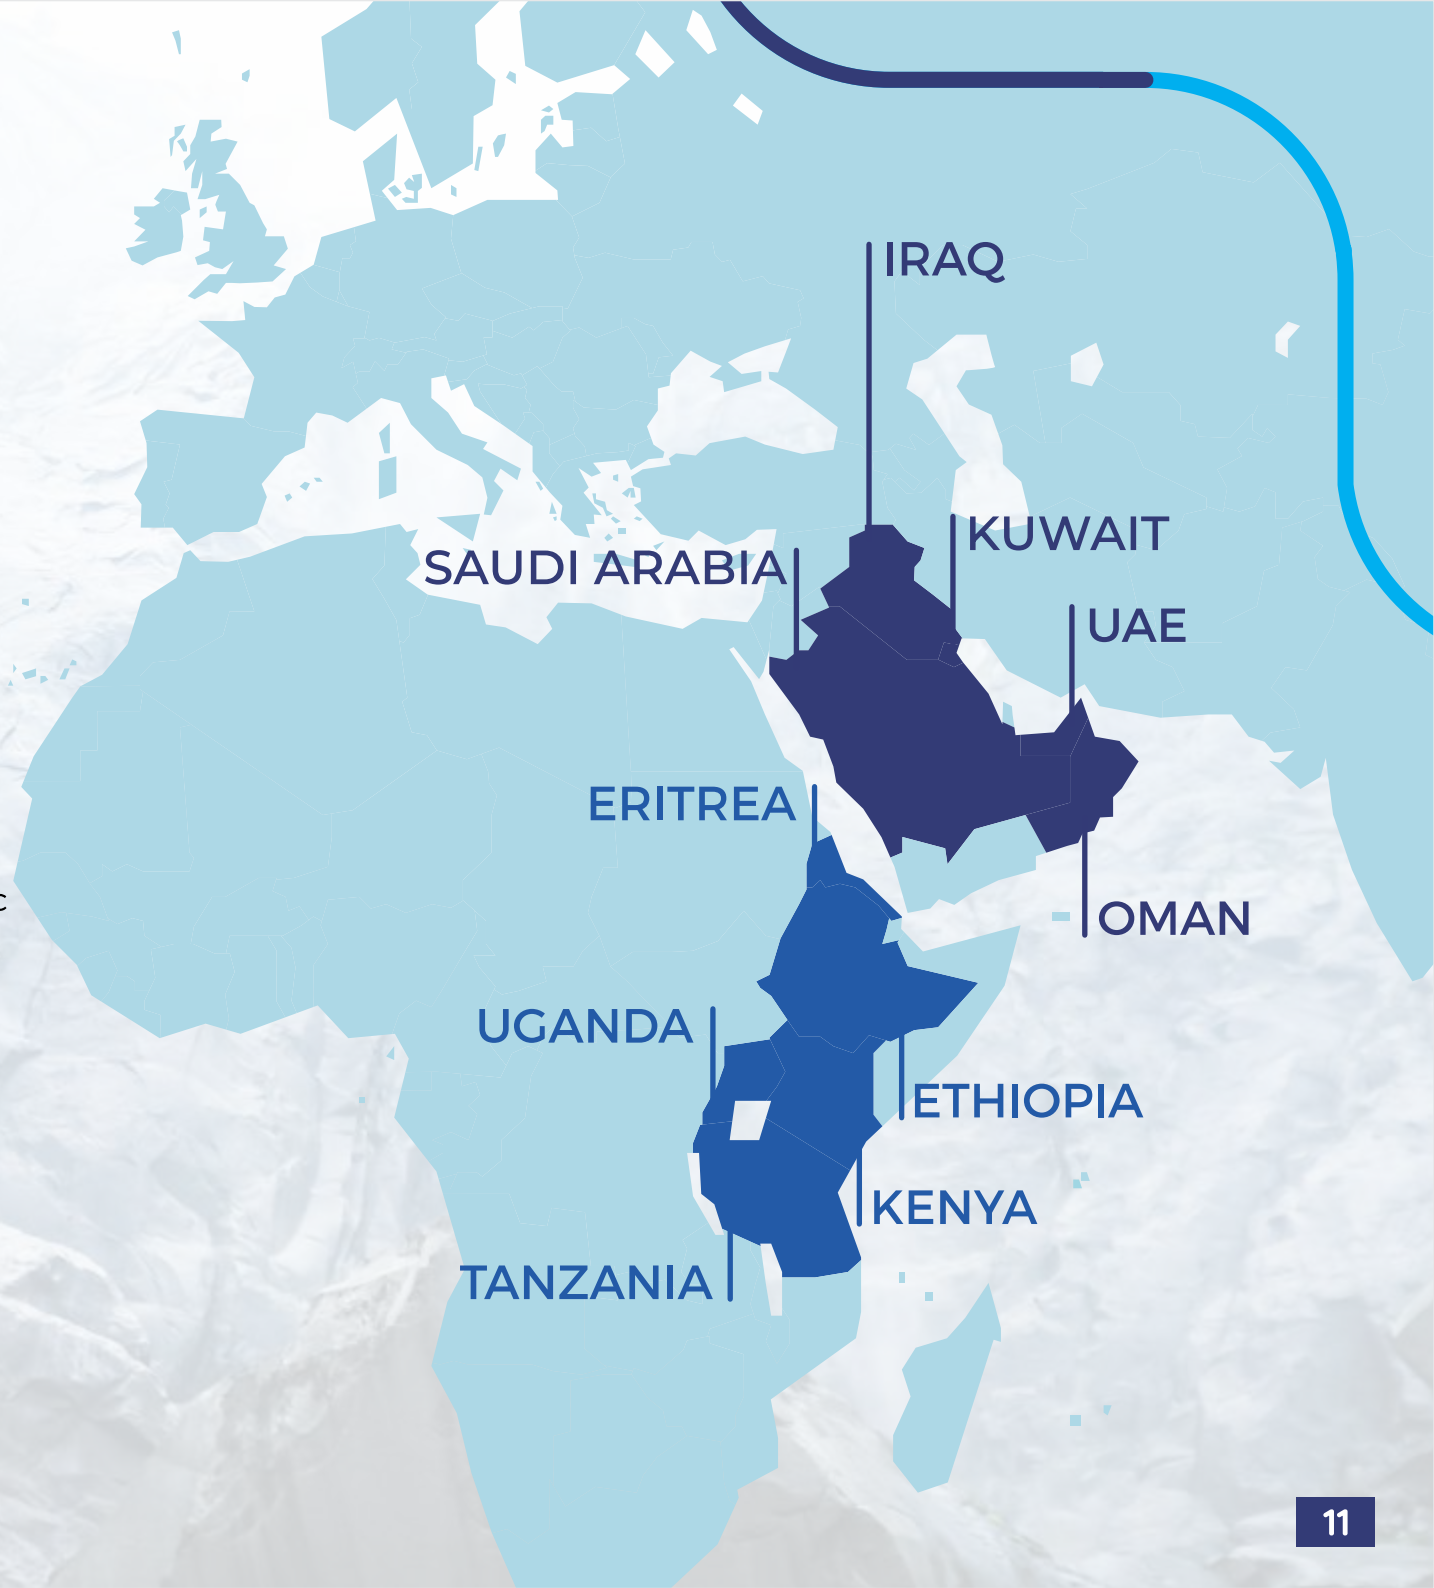 IRAQ
KUWAIT
SAUDI ARABIA
UAE
ERITREA
c
OMAN
UGANDA
ETHIOPIA
KENYA
TANZANIA
11